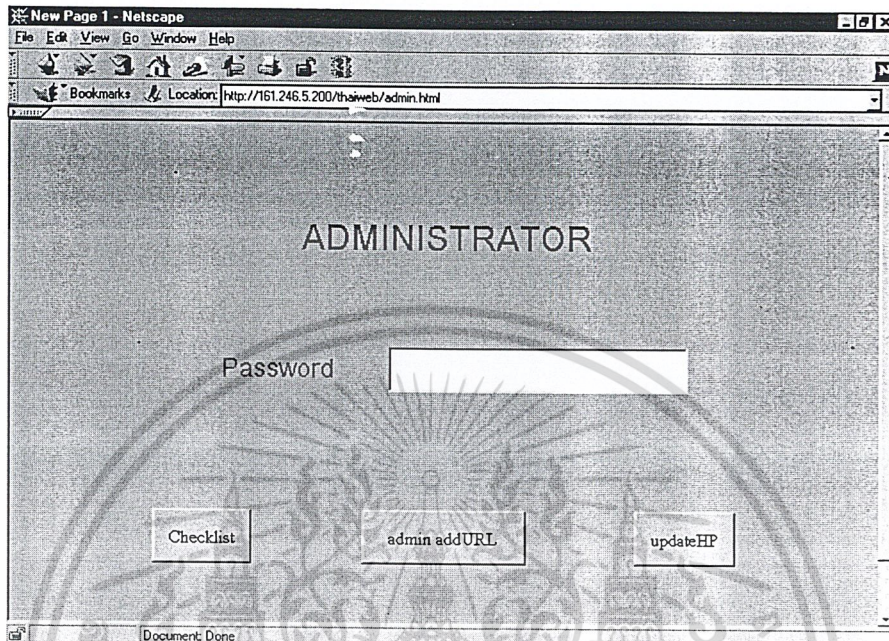 New Page 1 - Netscape
File Edit View Go Window Help
Bookmarks Location: http://161.246.5.200/thaiweb/admin.html
ADMINISTRATOR
Password
Checklist admin addURL updateHP
Document: Done